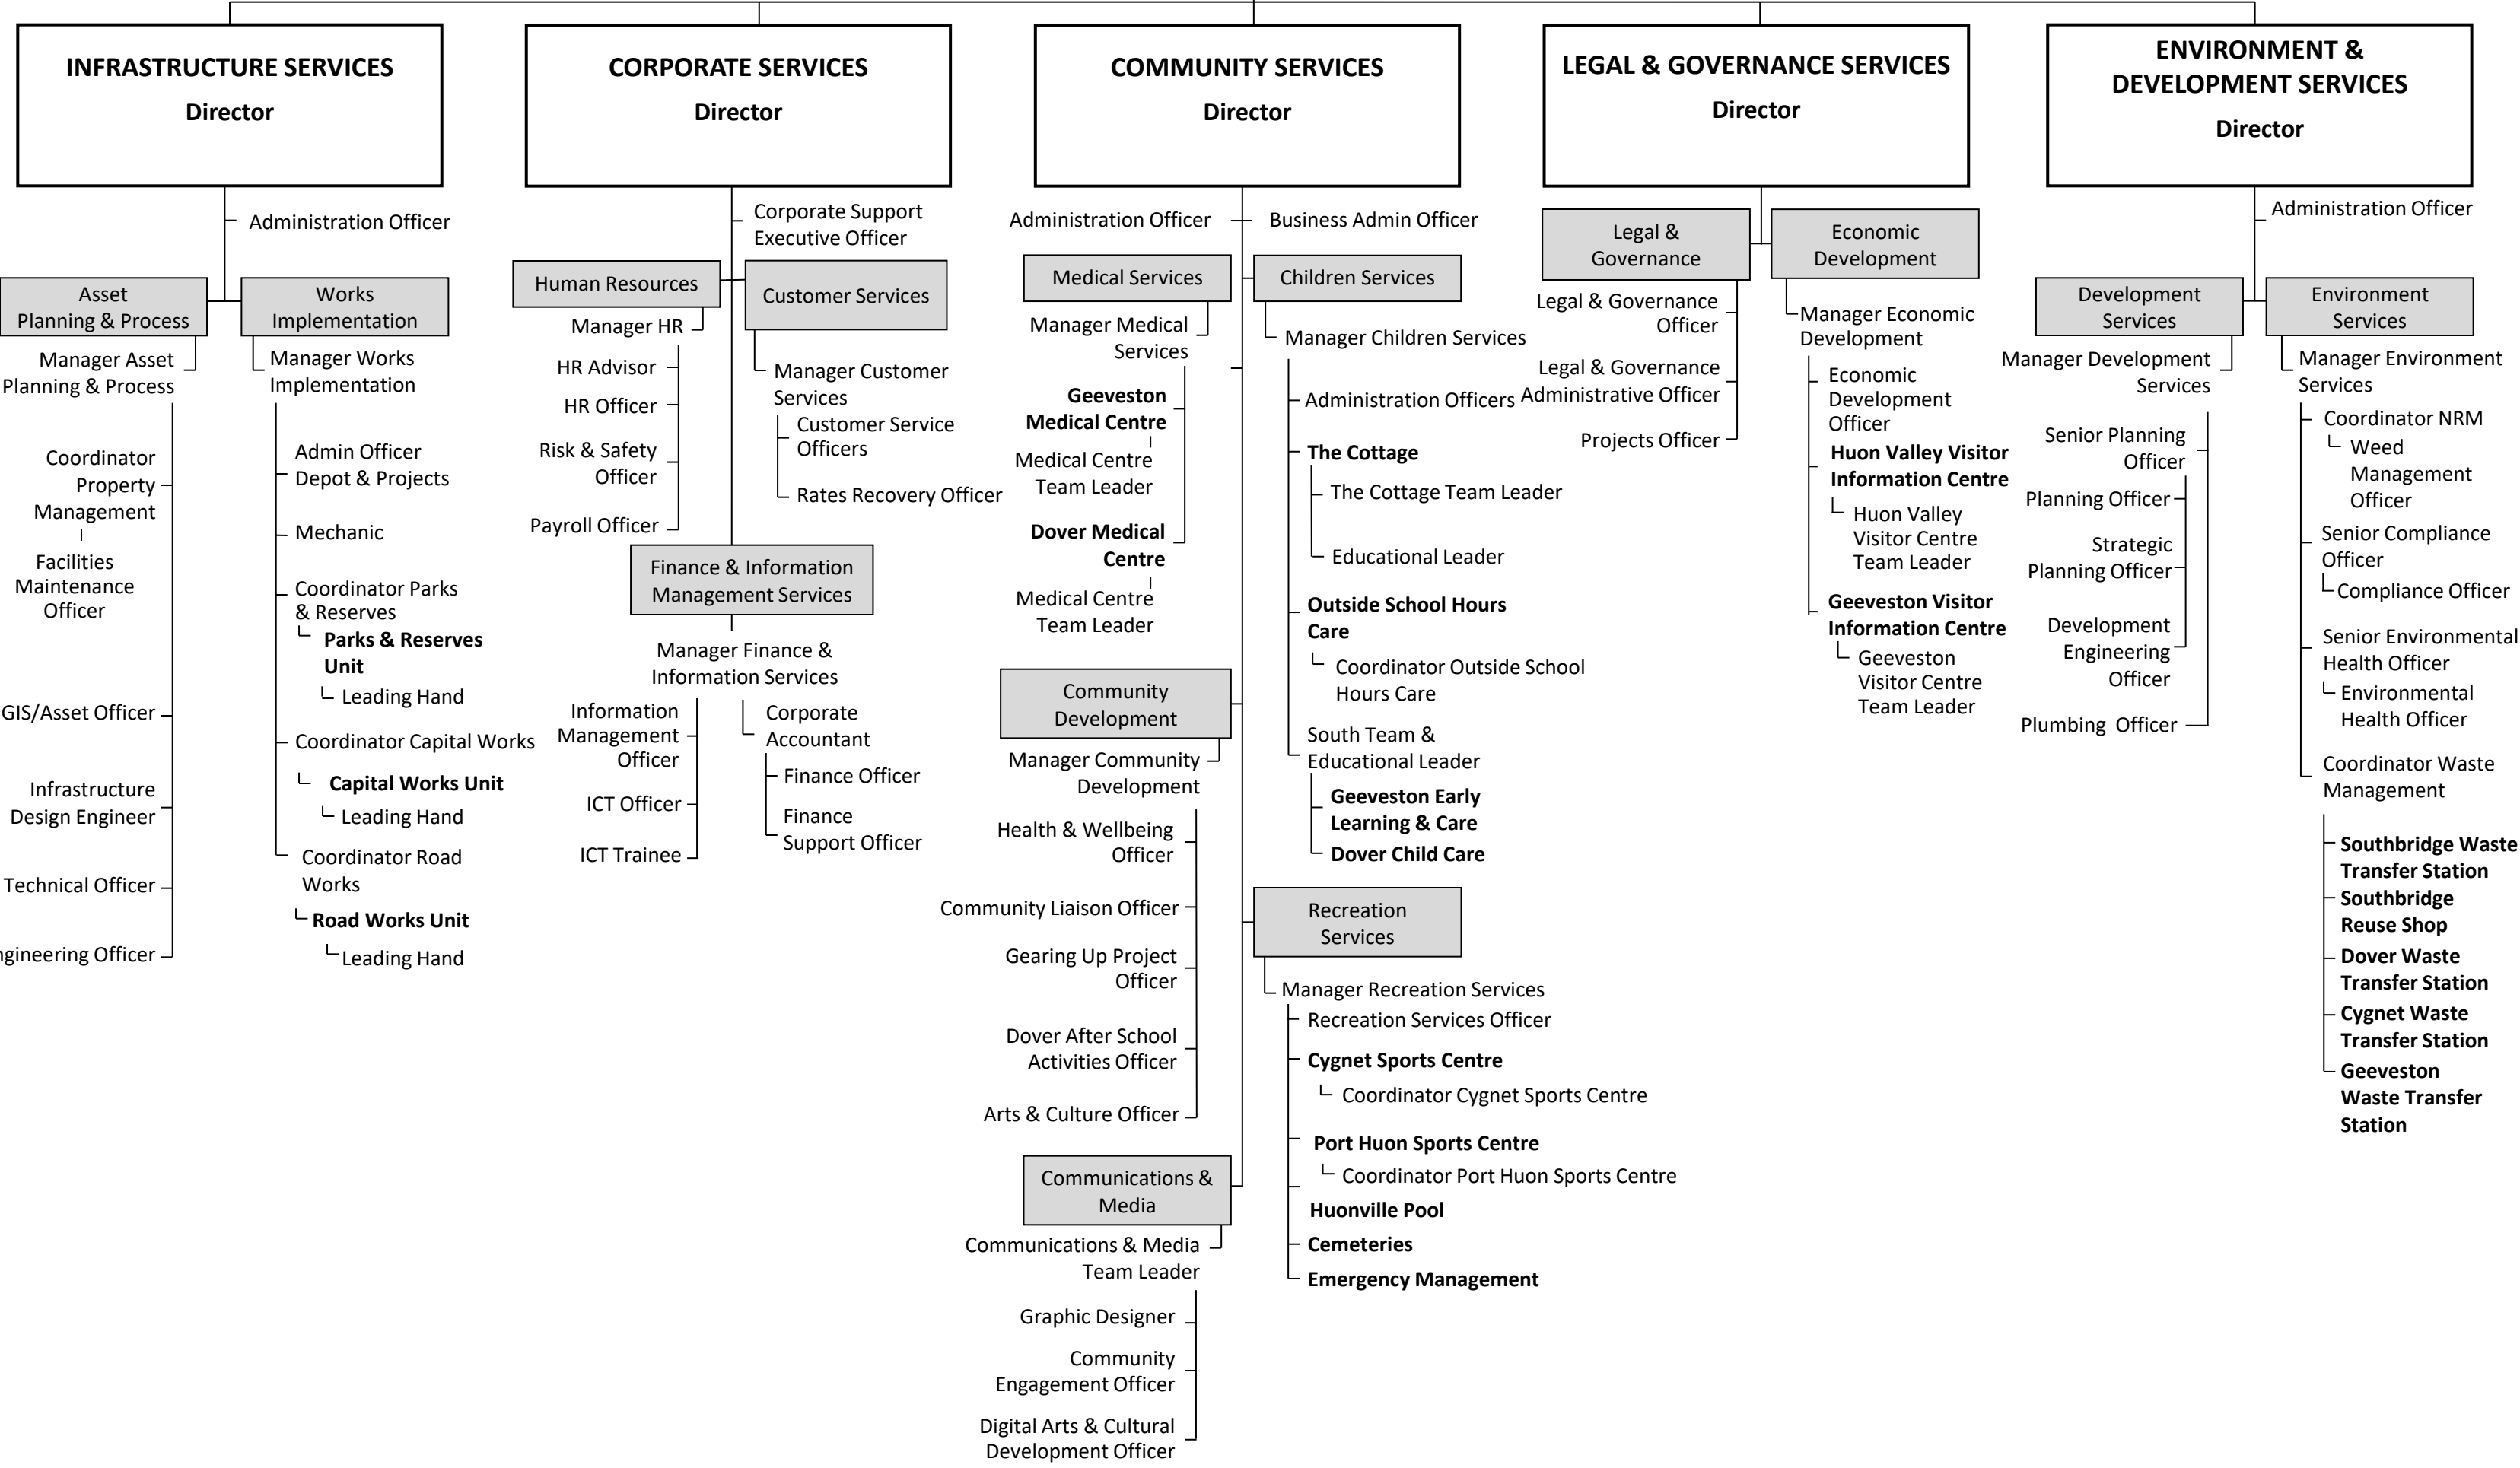 INFRASTRUCTURE SERVICES
Director
Administration Officer
Asset
Planning & Process
Manager Asset
Planning & Process
Coordinator
Property
Management
Facilities
Maintenance
Officer
GIS/Asset Officer
Infrastructure
Design Engineer
Technical Officer
ngineering Officer
Works
Implementation
Manager Works
Implementation
Admin Officer
Depot & Projects
Mechanic
Coordinator Parks
& Reserves
Parks & Reserves
Unit
Leading Hand
Coordinator Capital Works
Capital Works Unit
Leading Hand
Coordinator Road
Works
Road Works Unit
Leading Hand
CORPORATE SERVICES
Director
Corporate Support
Executive Officer
Human Resources
Manager HR
HR Advisor
HR Officer
Risk & Safety
Officer
Payroll Officer
Customer Services
Manager Customer
Services
Customer Service
Officers
Rates Recovery Officer
Finance & Information
Management Services
Manager Finance &
Information Services
Information
Management
Officer
ICT Officer
ICT Trainee
Corporate
Accountant
Finance Officer
Finance
Support Officer
COMMUNITY SERVICES
Director
Administration Officer
Business Admin Officer
Medical Services
Manager Medical
Services
Geeveston
Medical Centre
Medical Centre
Team Leader
Dover Medical
Centre
Medical Centre
Team Leader
Community
Development
Manager Community
Development
Health & Wellbeing
Officer
Community Liaison Officer
Gearing Up Project
Officer
Dover After School
Activities Officer
Arts & Culture Officer
Communications &
Media
Communications & Media
Team Leader
Graphic Designer
Community
Engagement Officer
Digital Arts & Cultural
Development Officer
Children Services
Manager Children Services
Administration Officers
The Cottage
The Cottage Team Leader
Educational Leader
Outside School Hours
Care
Coordinator Outside School
Hours Care
South Team &
Educational Leader
Geeveston Early
Learning & Care
Dover Child Care
Recreation
Services
Manager Recreation Services
Recreation Services Officer
Cygnet Sports Centre
Coordinator Cygnet Sports Centre
Port Huon Sports Centre
Coordinator Port Huon Sports Centre
Huonville Pool
Cemeteries
Emergency Management
LEGAL & GOVERNANCE SERVICES
Director
Legal &
Governance
Legal & Governance
Officer
Legal & Governance
Administrative Officer
Projects Officer
Economic
Development
Manager Economic
Development
Economic
Development
Officer
Huon Valley Visitor
Information Centre
Huon Valley
Visitor Centre
Team Leader
Geeveston Visitor
Information Centre
Geeveston
Visitor Centre
Team Leader
ENVIRONMENT &
DEVELOPMENT SERVICES
Director
Administration Officer
Development
Services
Manager Development
Services
Senior Planning
Officer
Planning Officer
Strategic
Planning Officer
Development
Engineering
Officer
Plumbing Officer
Environment
Services
Manager Environment
Services
Coordinator NRM
Weed
Management
Officer
Senior Compliance
Officer
Compliance Officer
Senior Environmental
Health Officer
Environmental
Health Officer
Coordinator Waste
Management
Southbridge Waste
Transfer Station
Southbridge
Reuse Shop
Dover Waste
Transfer Station
Cygnet Waste
Transfer Station
Geeveston
Waste Transfer
Station